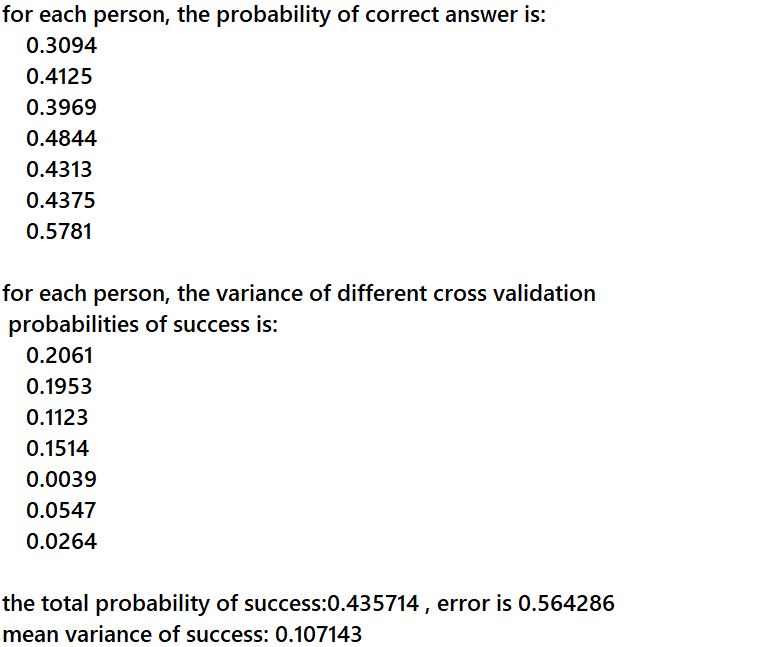 for each person, the probability of correct answer is:
0.3094
0.4125
0.3969
0.4844
0.4313
0.4375
0.5781
for each person, the variance of different cross validation
probabilities of success is:
0.2061
0.1953
0.1123
0.1514
0.0039
0.0547
0.0264
the total probability of success:0.435714 , error is 0.564286
mean variance of success: 0.107143